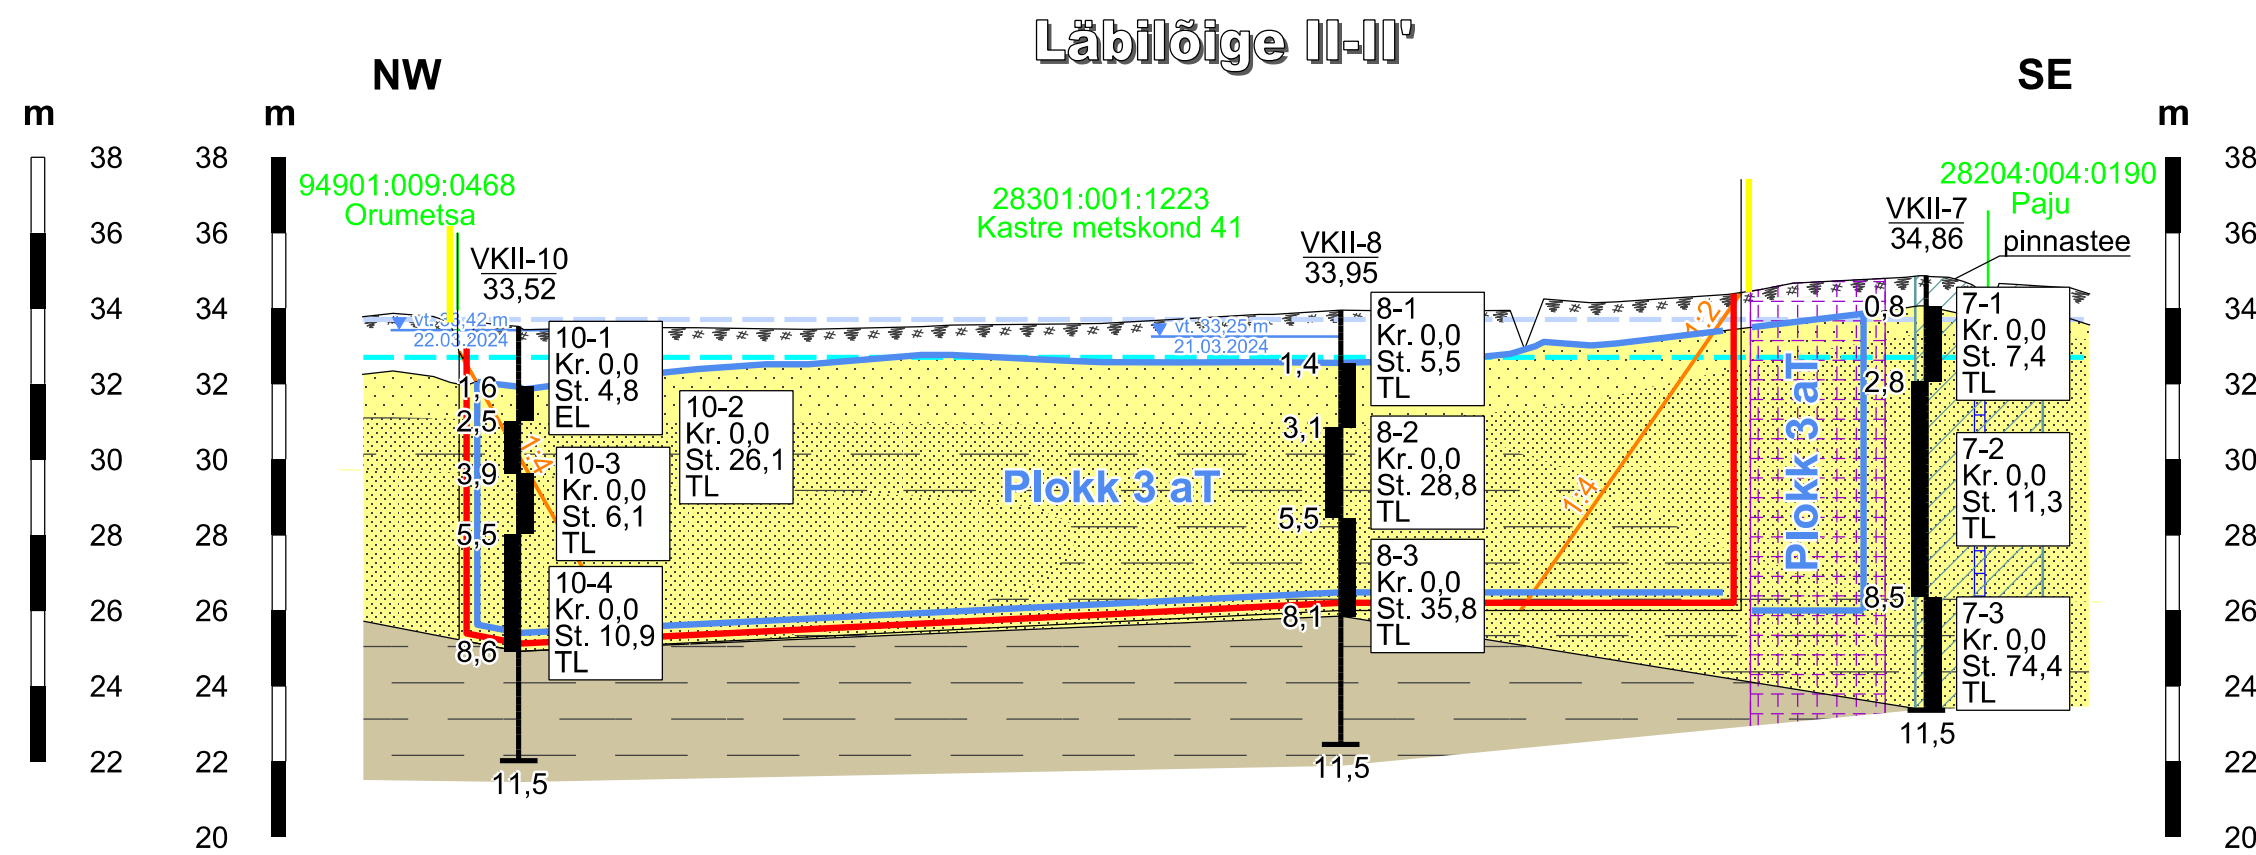 Läbilõige II-II'
NW
SE
m
m
m
38
36
34
32
30
28
26
24
22
38
36
34
32
30
28
26
24
22
20
94901:009:0468
Orumetsa
28301:001:1223
Kastre metskond 41
28204:004:0190
Paju
pinnastee
VKII-10
33,52
vt. 33,42 m
22.03.2024
1,6
2,5
3,9
5,5
8,6
11,5
1:4
10-1
Kr. 0,0
St. 4,8
EL
10-2
Kr. 0,0
St. 26,1
TL
10-3
Kr. 0,0
St. 6,1
TL
10-4
Kr. 0,0
St. 10,9
TL
Plokk 3 aT
VKII-8
33,95
vt. 33,25 m
21.03.2024
1,4
3,1
5,5
8,1
11,5
8-1
Kr. 0,0
St. 5,5
TL
8-2
Kr. 0,0
St. 28,8
TL
8-3
Kr. 0,0
St. 35,8
TL
1:2
1:4
Plokk 3 aT
VKII-7
34,86
0,8
2,8
8,5
11,5
7-1
Kr. 0,0
St. 7,4
TL
7-2
Kr. 0,0
St. 11,3
TL
7-3
Kr. 0,0
St. 74,4
TL
38
36
34
32
30
28
26
24
22
20